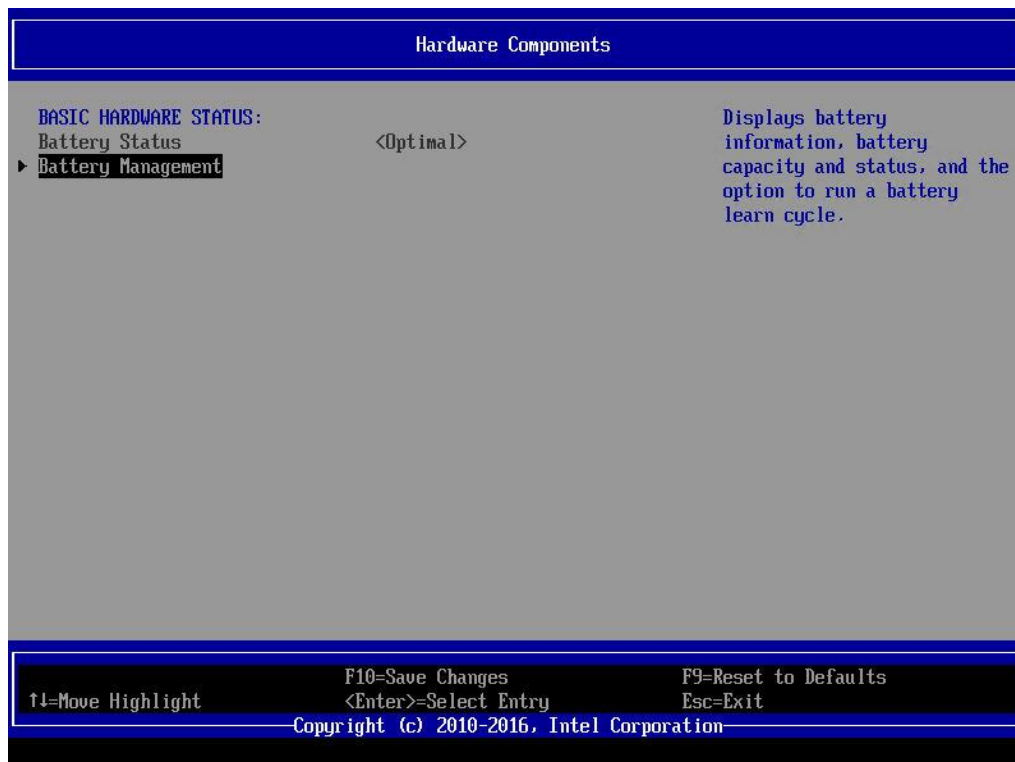 Hardware Components
BASIC HARDWARE STATUS:
Battery Status <Optimal>
Battery Management
Displays battery
information, battery
capacity and status, and the
option to run a battery
learn cycle.
F10=Save Changes F9=Reset to Defaults
↑↓=Move Highlight <Enter>=Select Entry Esc=Exit
Copyright (c) 2010-2016, Intel Corporation